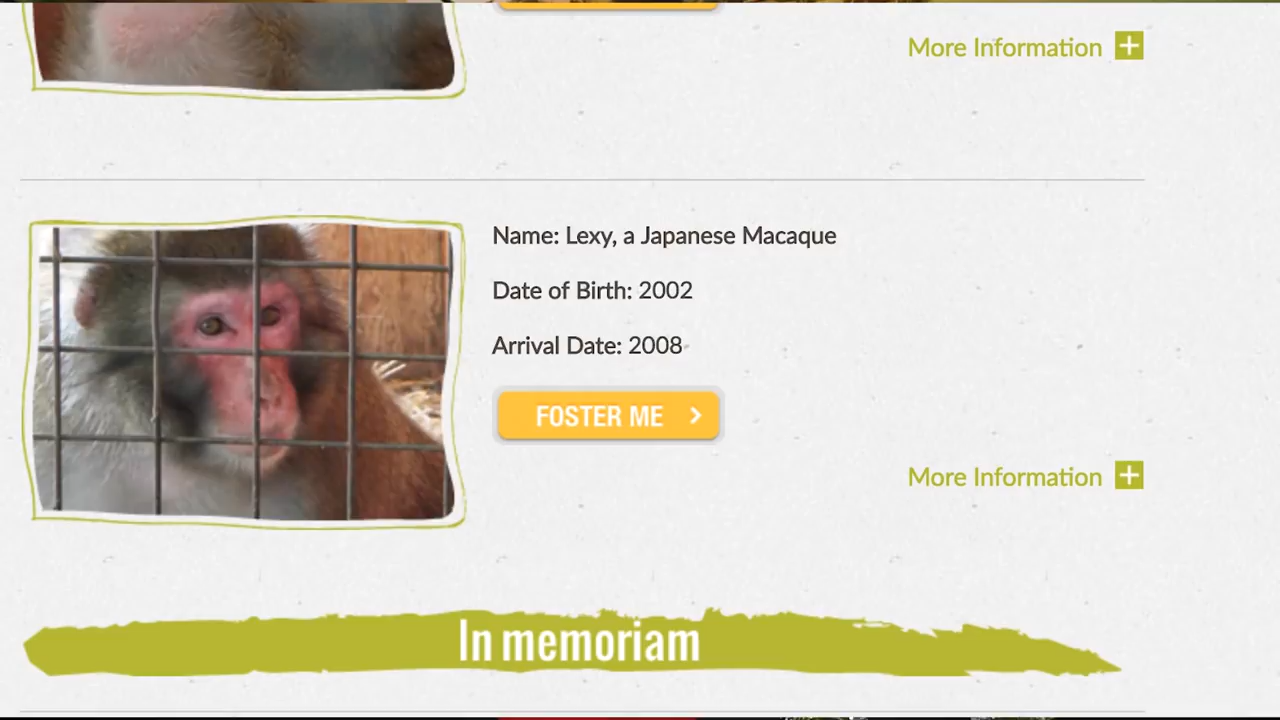 More Information
Name: Lexy, a Japanese Macaque
Date of Birth: 2002
Arrival Date: 2008
FOSTER ME
More Information
In memoriam